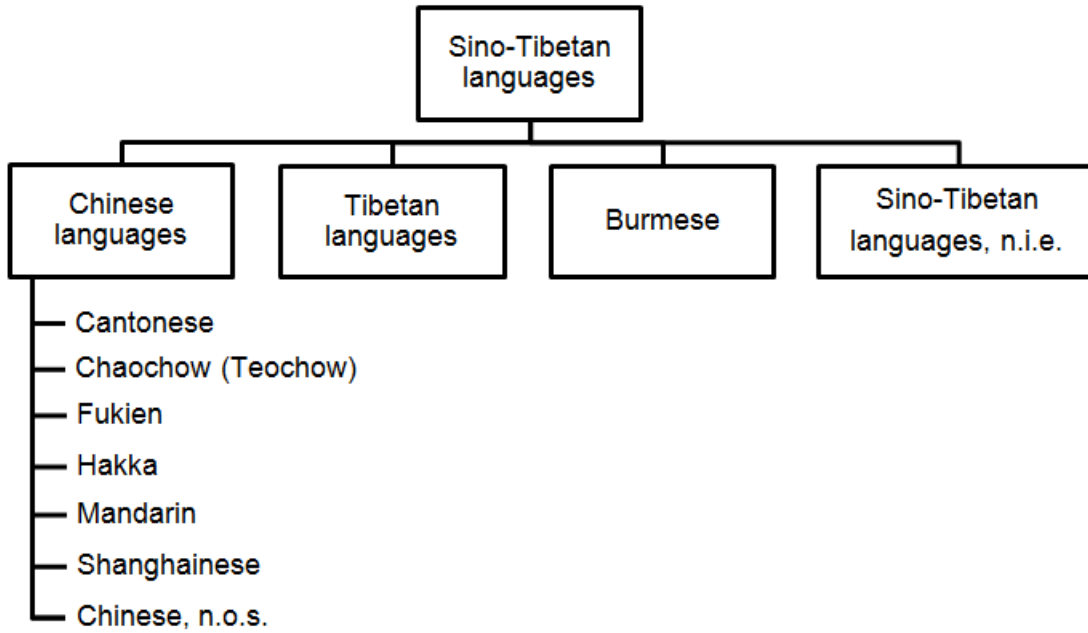 Sino-Tibetan
languages
Chinese
languages
Tibetan
languages
Burmese
Sino-Tibetan
languages, n.i.e.
Cantonese
Chaochow (Teochow)
Fukien
Hakka
Mandarin
Shanghainese
Chinese, n.o.s.